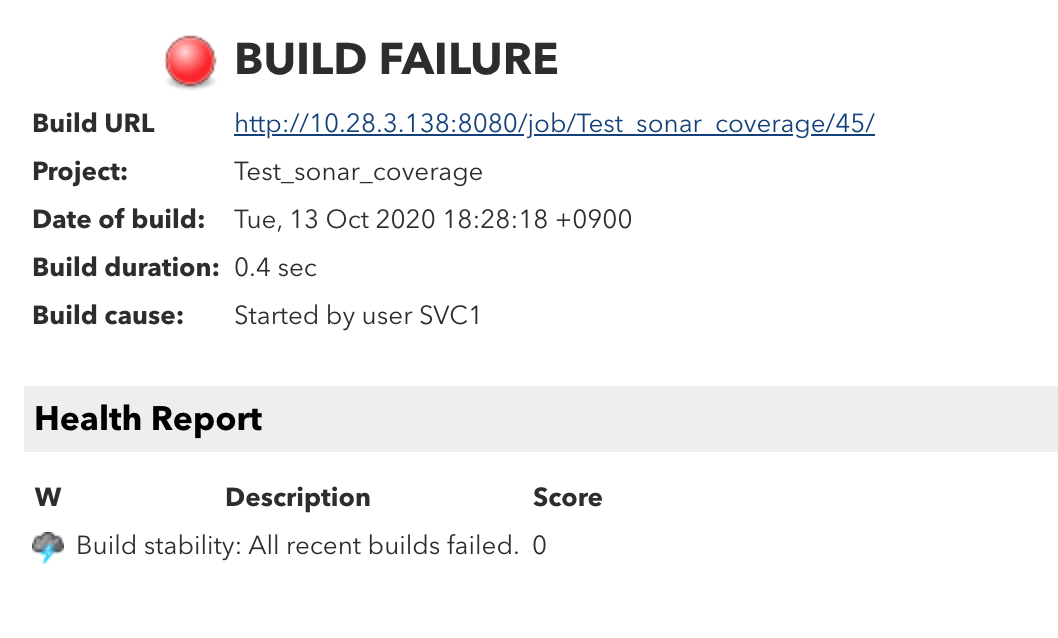 BUILD FAILURE
Build URL http://10.28.3.138:8080/job/Test_sonar_coverage/45/
Project: Test_sonar_coverage
Date of build: Tue, 13 Oct 2020 18:28:18 +0900
Build duration: 0.4 sec
Build cause: Started by user SVC1
Health Report
W Description Score
Build stability: All recent builds failed. 0